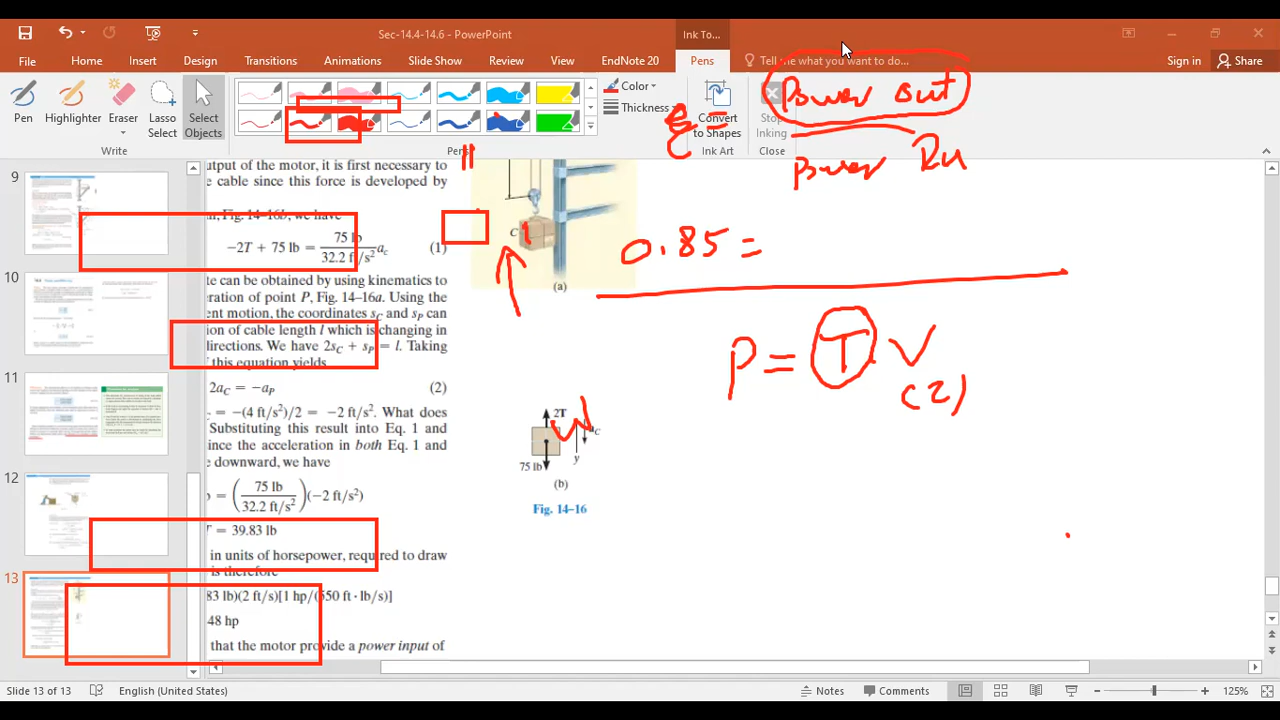 Sec-14.4-14.6 - PowerPoint
Ink To...
File Home Insert Design Transitions Animations Slide Show Review View EndNote 20 Pens Tell me what you want to do... Sign in Share
Pen Highlighter Eraser Lasso Select Select Objects Color Thickness Convert to Shapes Stop Inking
Write Pens Ink Art Close
Power out
ε =
Power
0.85 =
P = T. V
(2)
9
10
11
12
13
utput of the motor, it is first necessary to
e cable since this force is developed by
m, Fig. 14–16b, we have
−2T + 75 lb = 75 lb / 32.2 ft/s² a_c (1)
te can be obtained by using kinematics to
eration of point P, Fig. 14–16a. Using the
ent motion, the coordinates s_C and s_P can
ion of cable length l which is changing in
directions. We have 2s_C + s_P = l. Taking
f this equation yields
2a_C = −a_P (2)
c = −(4 ft/s²)/2 = −2 ft/s². What does
Substituting this result into Eq. 1 and
since the acceleration in both Eq. 1 and
e downward, we have
b = (75 lb / 32.2 ft/s²)(−2 ft/s²)
T = 39.83 lb
in units of horsepower, required to draw
is therefore
83 lb)(2 ft/s)[1 hp/(550 ft · lb/s)]
48 hp
that the motor provide a power input of
C
(a)
2T
a_C
75 lb
y
(b)
Fig. 14–16
Slide 13 of 13 English (United States) Notes Comments 125%